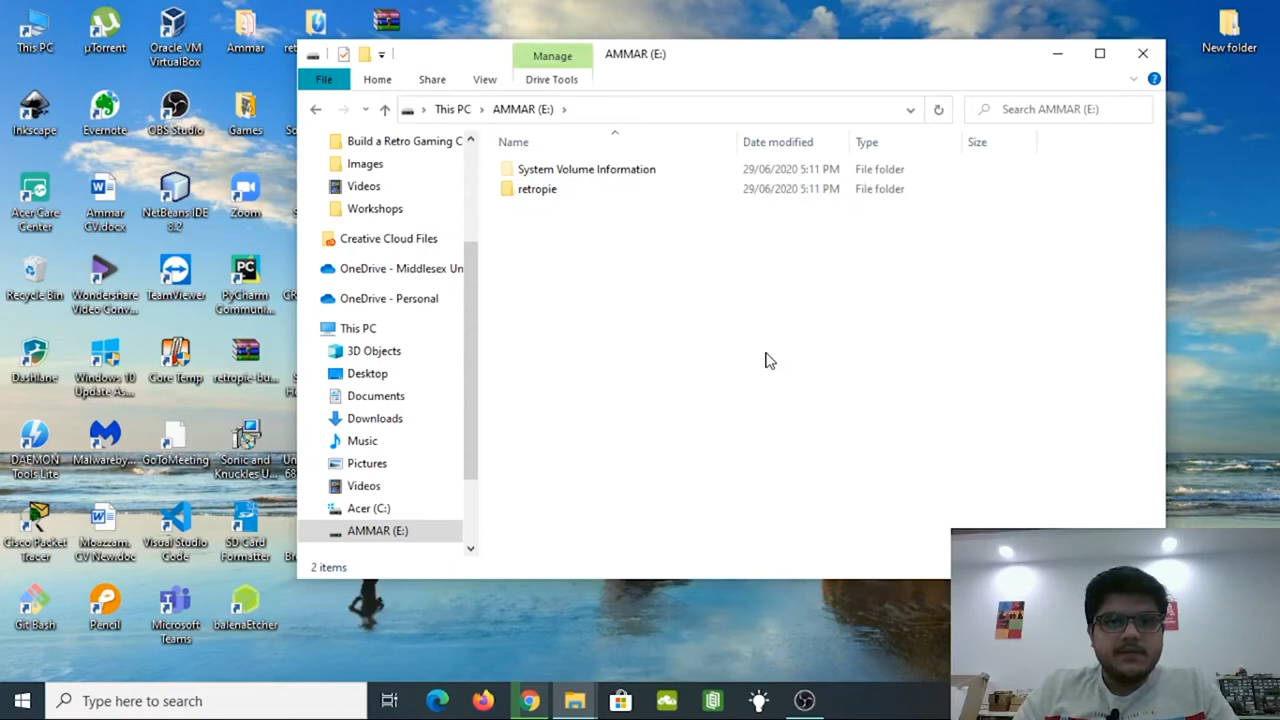 This PC
µTorrent
Oracle VM
VirtualBox
Ammar
New folder
Inkscape
Evernote
OBS Studio
Games
Acer Care
Center
Ammar
CV.docx
NetBeans IDE
8.2
Zoom
Recycle Bin
Wondershare
Video Conv...
TeamViewer
PyCharm
Communi...
Dashlane
Windows 10
Update As...
Core Temp
retropie-bu...
DAEMON
Tools Lite
Malwareby...
GoToMeeting
Sonic and
Knuckles U...
Cisco Packet
Tracer
Moazzam
CV New.doc
Visual Studio
Code
SD Card
Formatter
Git Bash
Pencil
Microsoft
Teams
balenaEtcher
Manage
AMMAR (E:)
File
Home
Share
View
Drive Tools
This PC
AMMAR (E:)
Search AMMAR (E:)
Build a Retro Gaming C
Images
Videos
Workshops
Creative Cloud Files
OneDrive - Middlesex Un
OneDrive - Personal
This PC
3D Objects
Desktop
Documents
Downloads
Music
Pictures
Videos
Acer (C:)
AMMAR (E:)
Name Date modified Type Size
System Volume Information 29/06/2020 5:11 PM File folder
retropie 29/06/2020 5:11 PM File folder
2 items
Type here to search